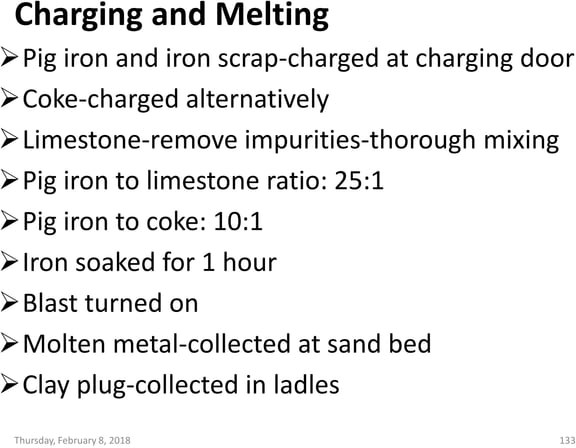 Charging and Melting
➢Pig iron and iron scrap-charged at charging door
➢Coke-charged alternatively
➢Limestone-remove impurities-thorough mixing
➢Pig iron to limestone ratio: 25:1
➢Pig iron to coke: 10:1
➢Iron soaked for 1 hour
➢Blast turned on
➢Molten metal-collected at sand bed
➢Clay plug-collected in ladles
Thursday, February 8, 2018 133